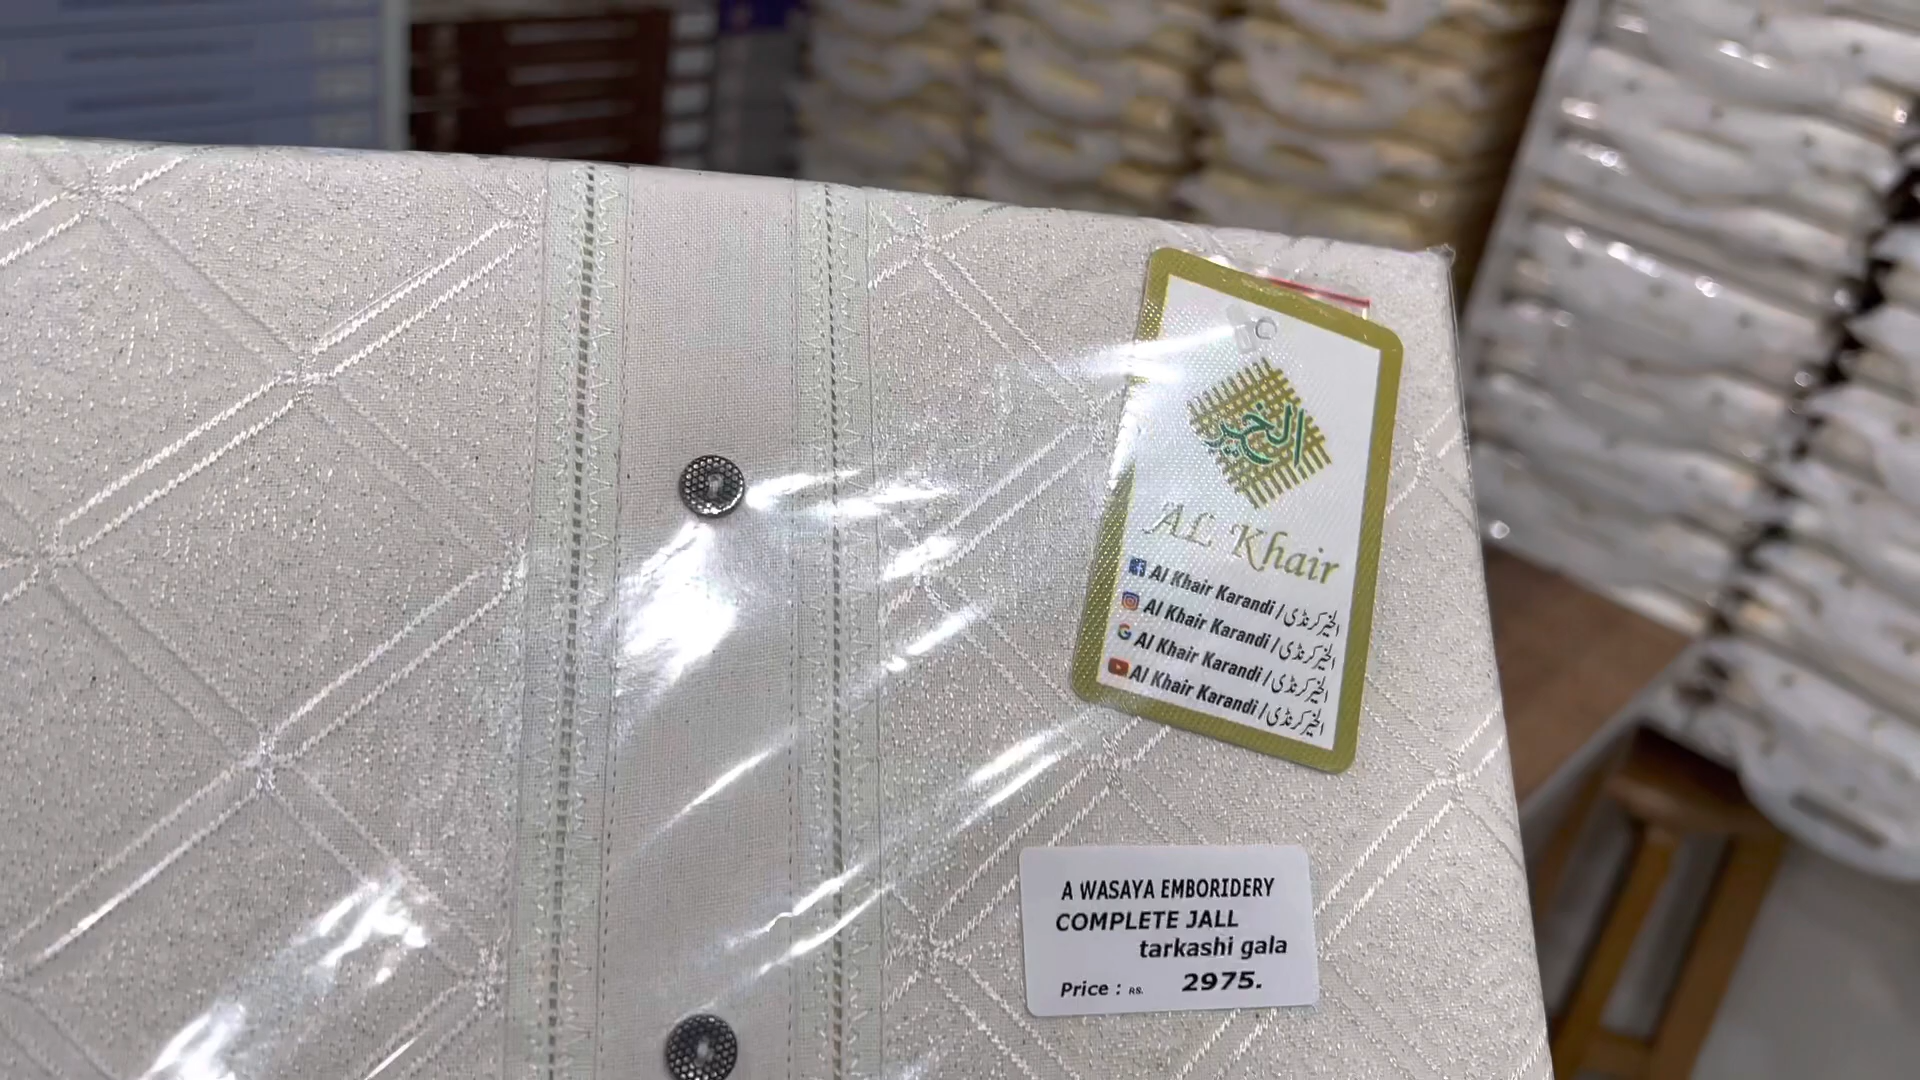 الخير
AL Khair
Al Khair Karandi / الخیر کرنڈی
Al Khair Karandi / الخیر کرنڈی
Al Khair Karandi / الخیر کرنڈی
Al Khair Karandi / الخیر کرنڈی
A WASAYA EMBORIDERY
COMPLETE JALL
tarkashi gala
Price : RS. 2975.